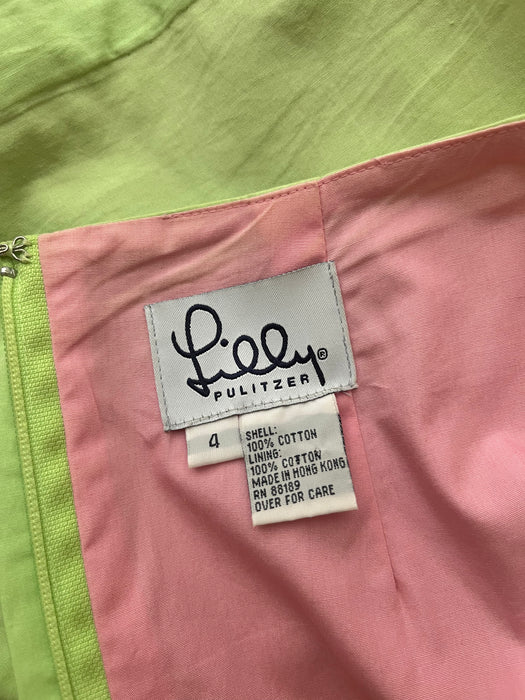 Lilly®
PULITZER
4
SHELL:
100% COTTON
LINING:
100% COTTON
MADE IN HONG KONG
RN 88189
OVER FOR CARE